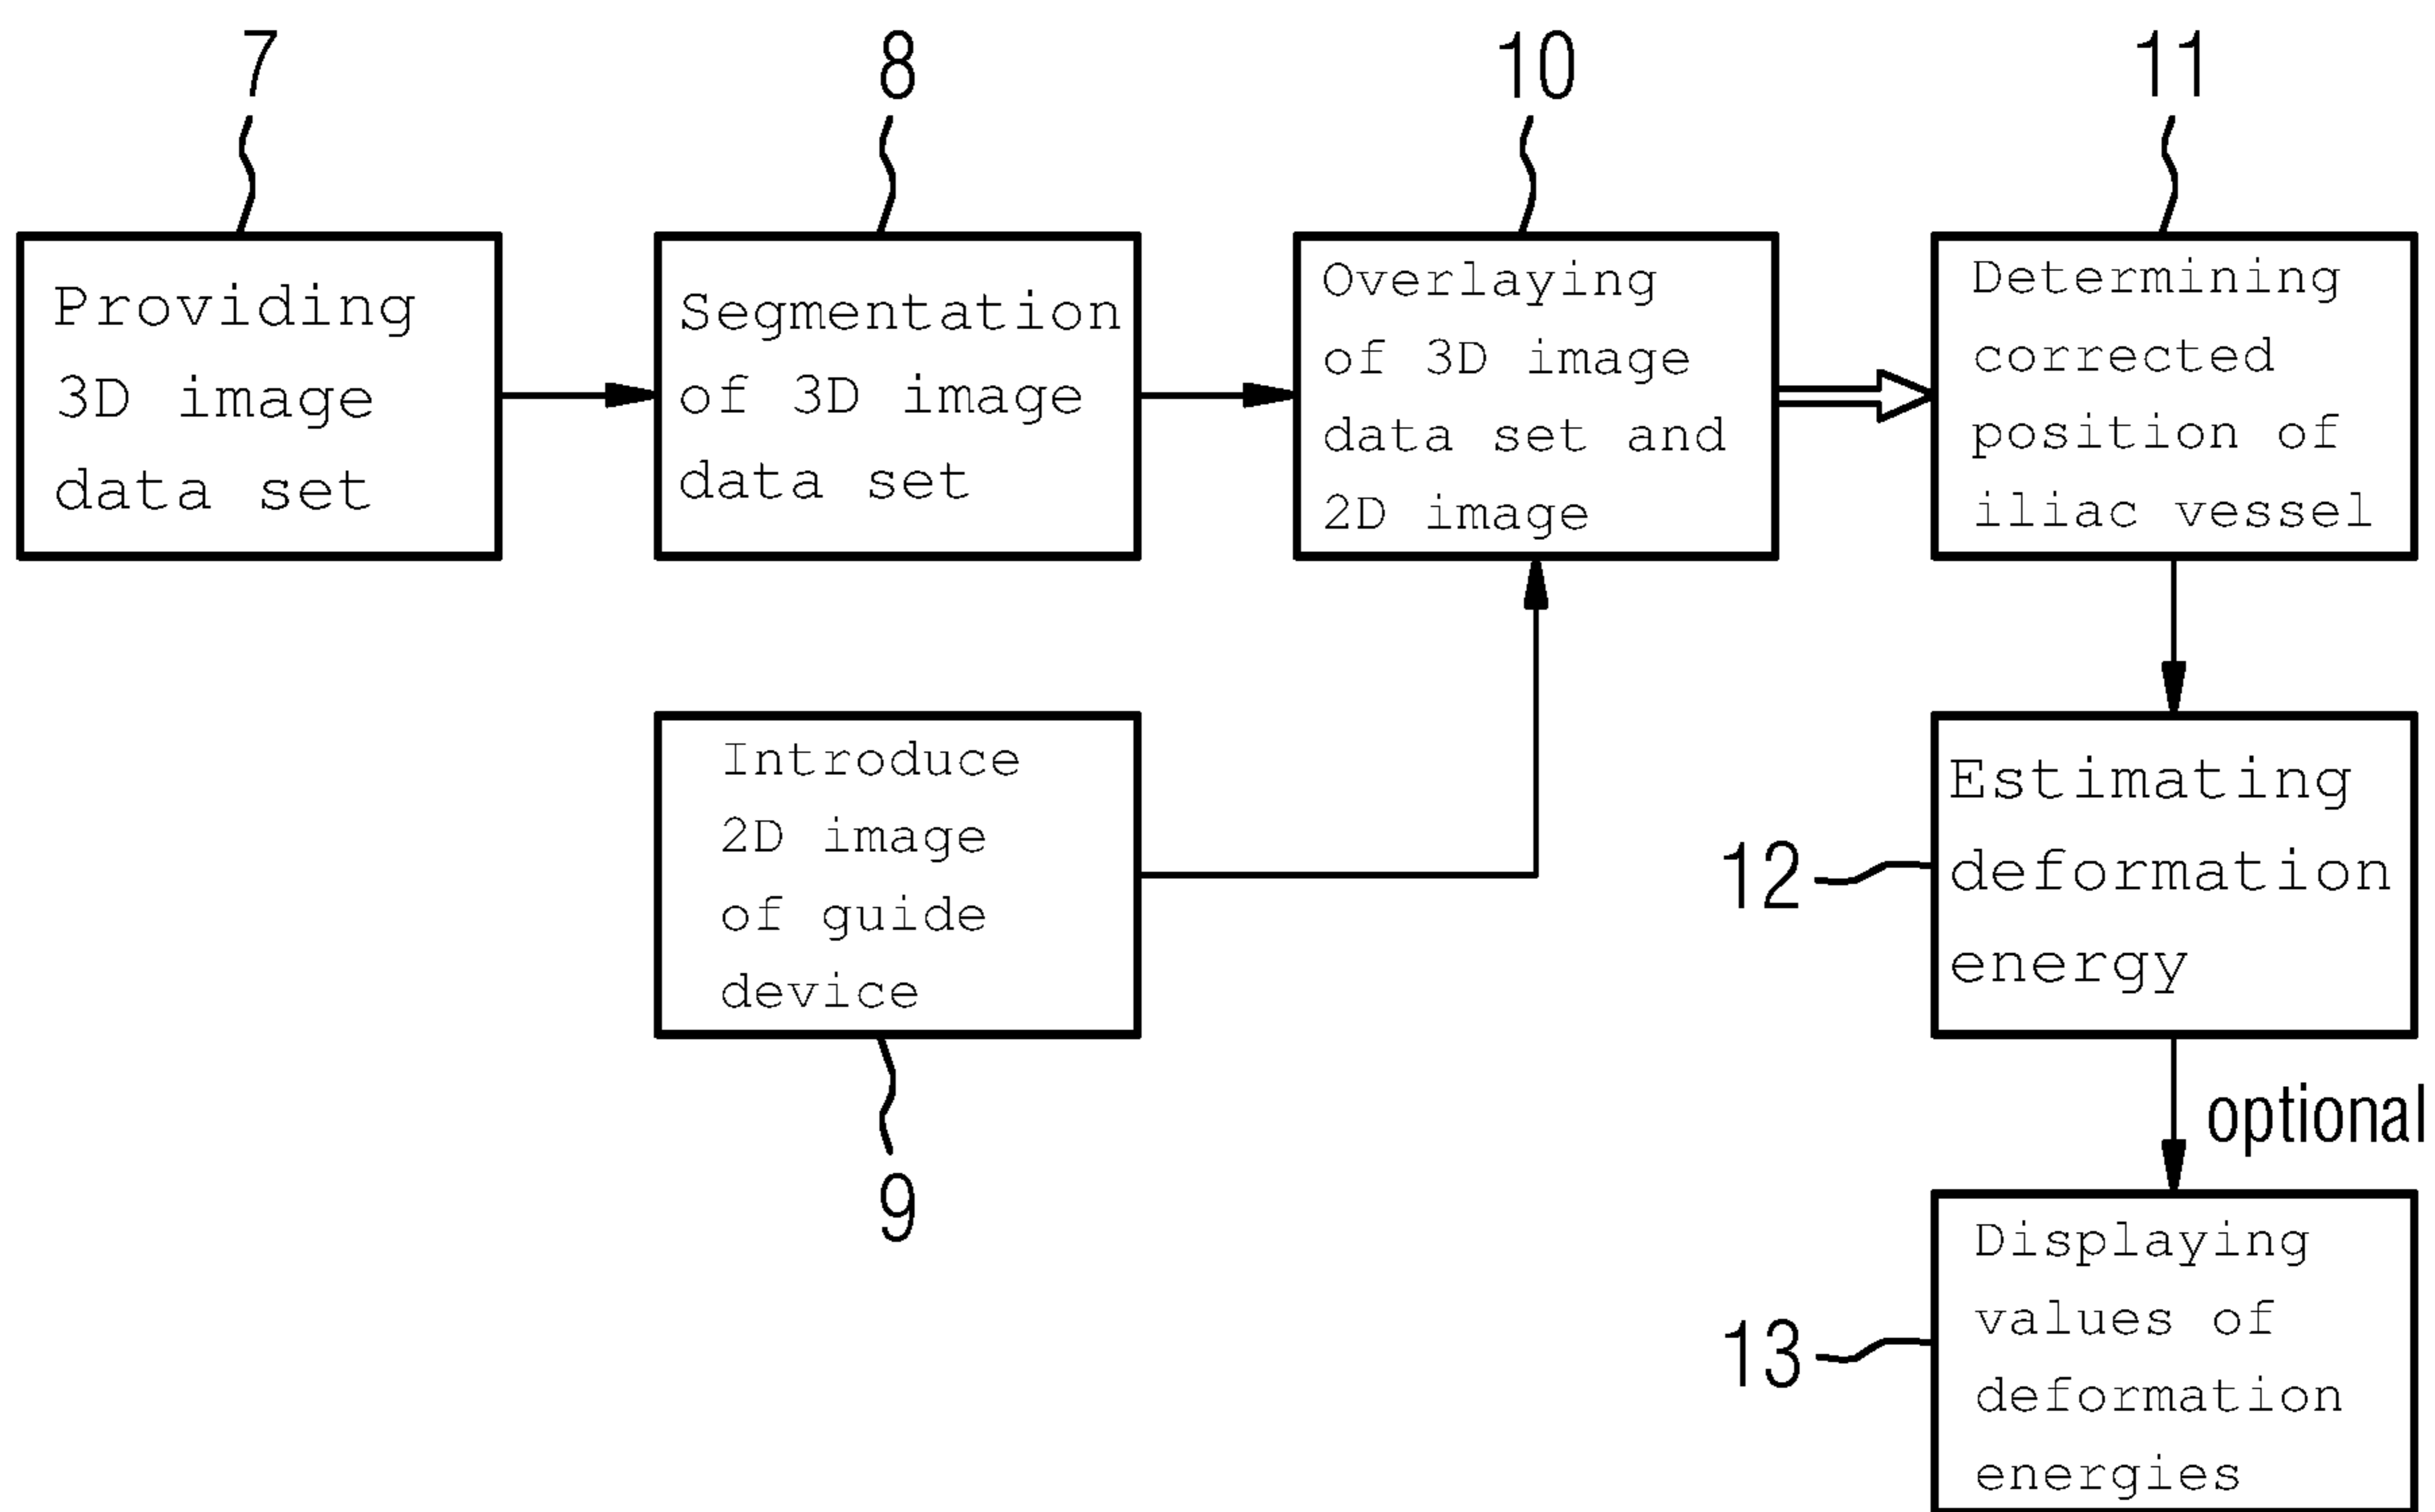 7
Providing
3D image
data set
8
Segmentation
of 3D image
data set
10
Overlaying
of 3D image
data set and
2D image
11
Determining
corrected
position of
iliac vessel
Introduce
2D image
of guide
device
9
12
Estimating
deformation
energy
optional
13
Displaying
values of
deformation
energies